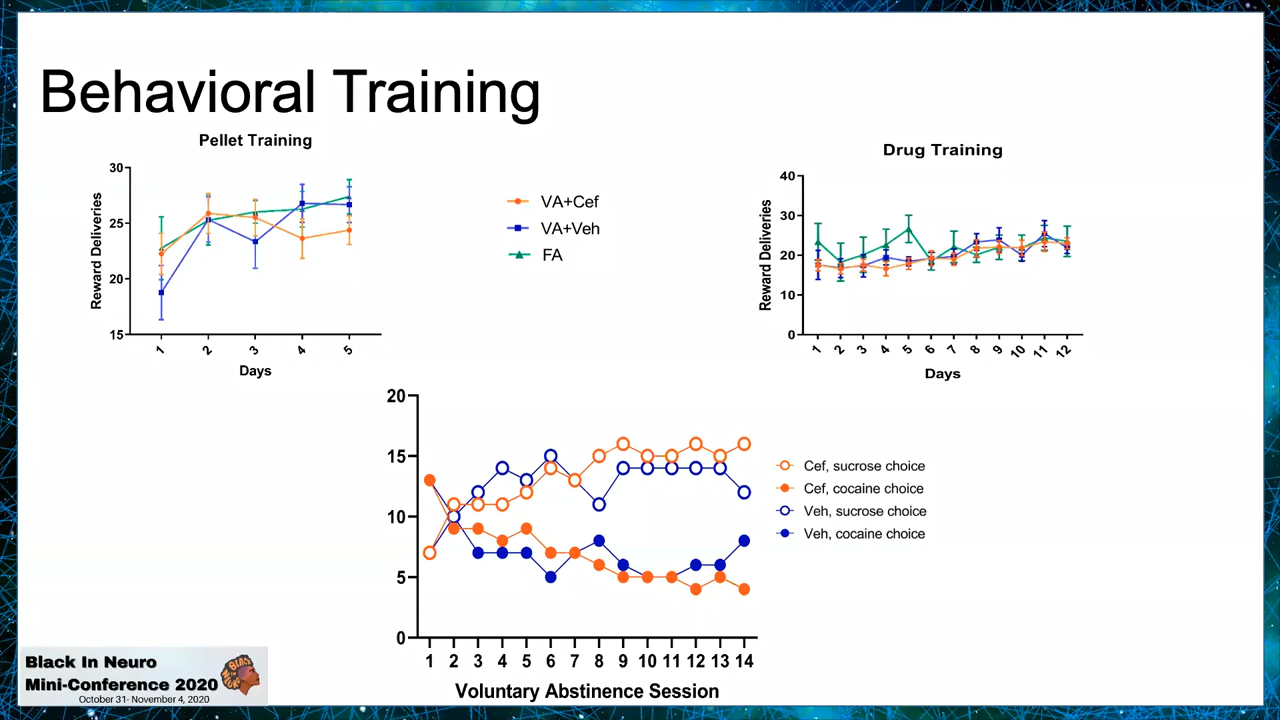 Behavioral Training
Pellet Training
30
25
20
15
Reward Deliveries
1 2 3 4 5
Days
VA+Cef
VA+Veh
FA
Drug Training
40
30
20
10
0
Reward Deliveries
1 2 3 4 5 6 7 8 9 10 11 12
Days
20
15
10
5
0
1 2 3 4 5 6 7 8 9 10 11 12 13 14
Voluntary Abstinence Session
Cef, sucrose choice
Cef, cocaine choice
Veh, sucrose choice
Veh, cocaine choice
Black In Neuro
Mini-Conference 2020
October 31- November 4, 2020